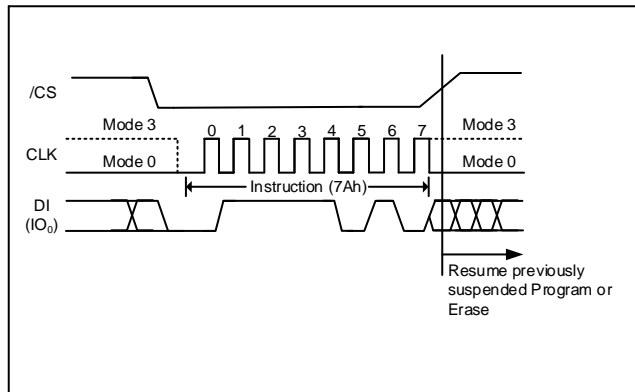 /CS
Mode 3
0 1 2 3 4 5 6 7
Mode 3
CLK
Mode 0
Mode 0
Instruction (7Ah)
DI
(IO₀)
Resume previously
suspended Program or
Erase